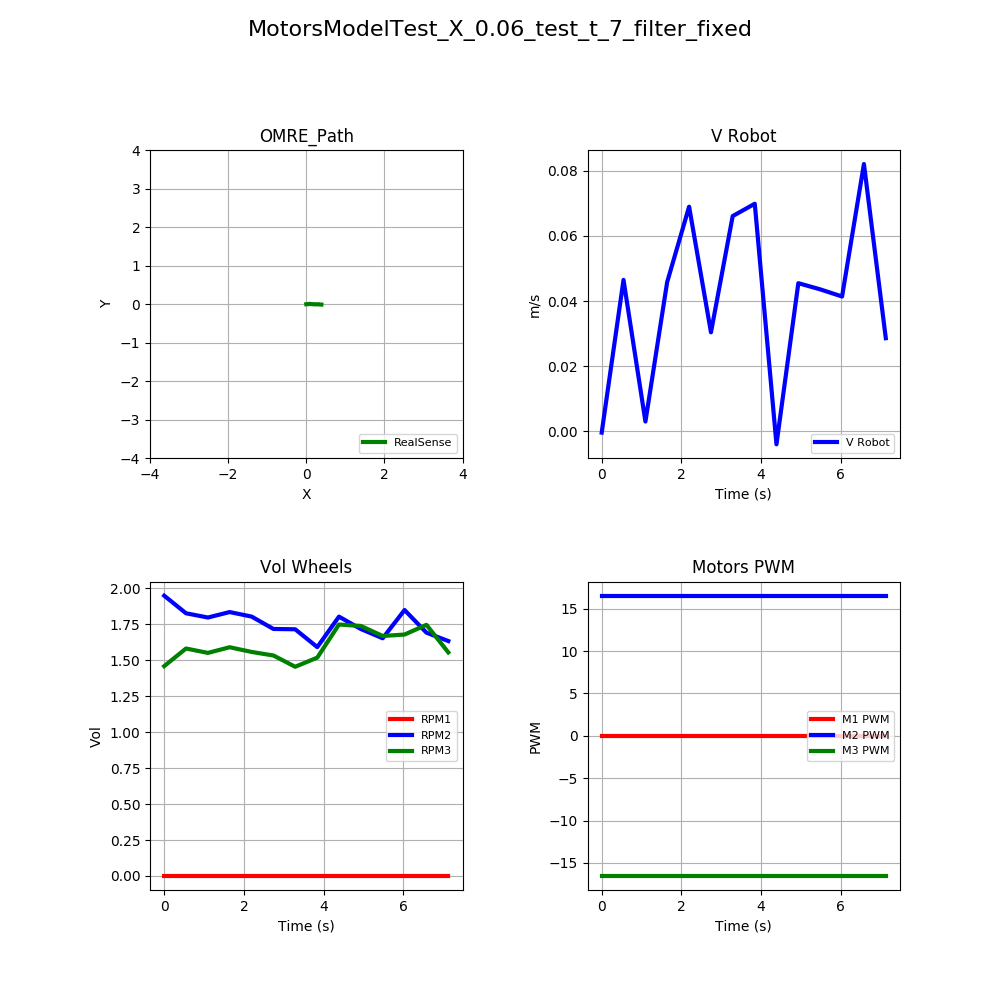 MotorsModelTest_X_0.06_test_t_7_filter_fixed
OMRE_Path
4
3
2
1
0
−1
−2
−3
−4
−4
−2
0
2
4
X
Y
RealSense
V Robot
0.08
0.06
0.04
0.02
0.00
0
2
4
6
Time (s)
m/s
V Robot
Vol Wheels
2.00
1.75
1.50
1.25
1.00
0.75
0.50
0.25
0.00
0
2
4
6
Time (s)
Vol
RPM1
RPM2
RPM3
Motors PWM
15
10
5
0
−5
−10
−15
0
2
4
6
Time (s)
PWM
M1 PWM
M2 PWM
M3 PWM